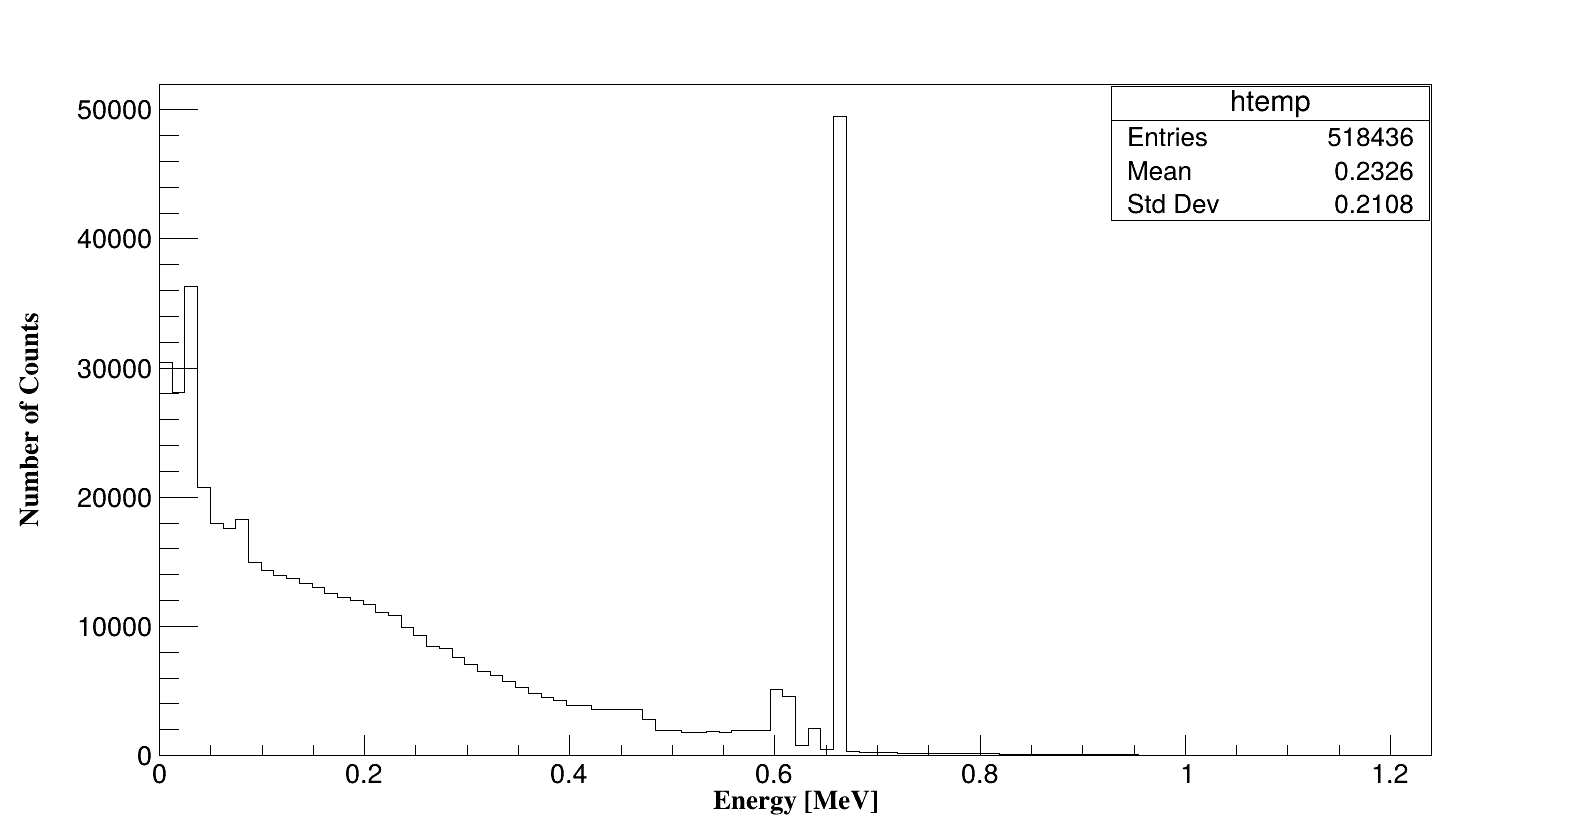 htemp
Entries 518436
Mean 0.2326
Std Dev 0.2108
Number of Counts
50000
40000
30000
20000
10000
0
0 0.2 0.4 0.6 0.8 1 1.2
Energy [MeV]